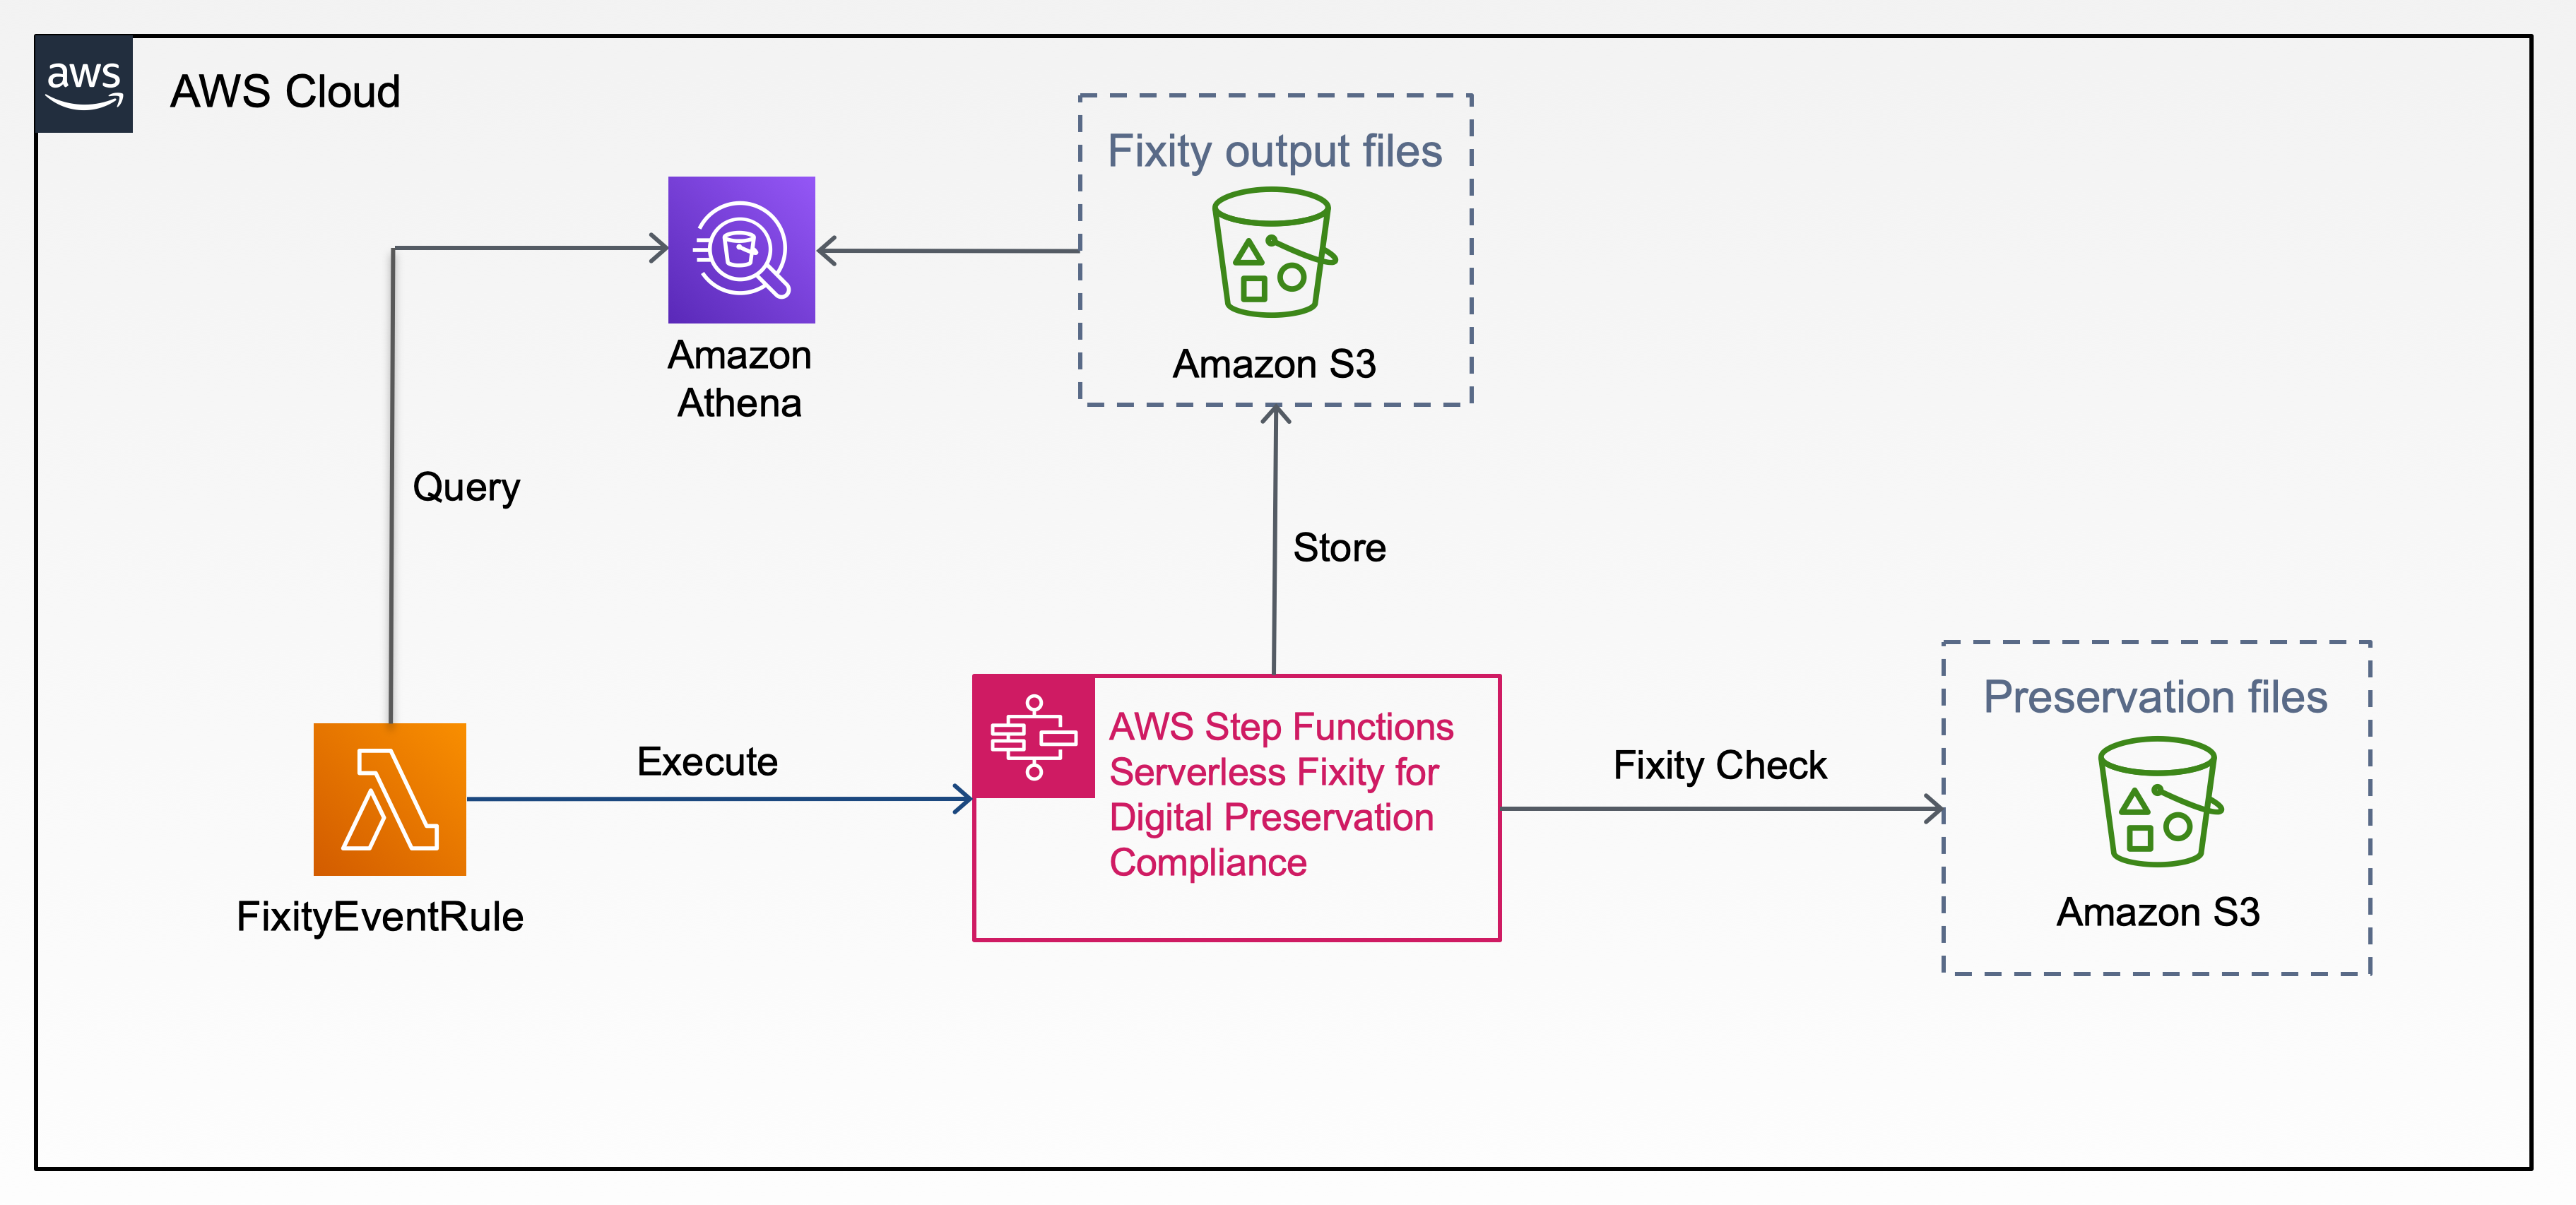 aws
AWS Cloud
Fixity output files
Amazon S3
Amazon
Athena
Query
Store
Execute
FixityEventRule
AWS Step Functions
Serverless Fixity for
Digital Preservation
Compliance
Fixity Check
Preservation files
Amazon S3